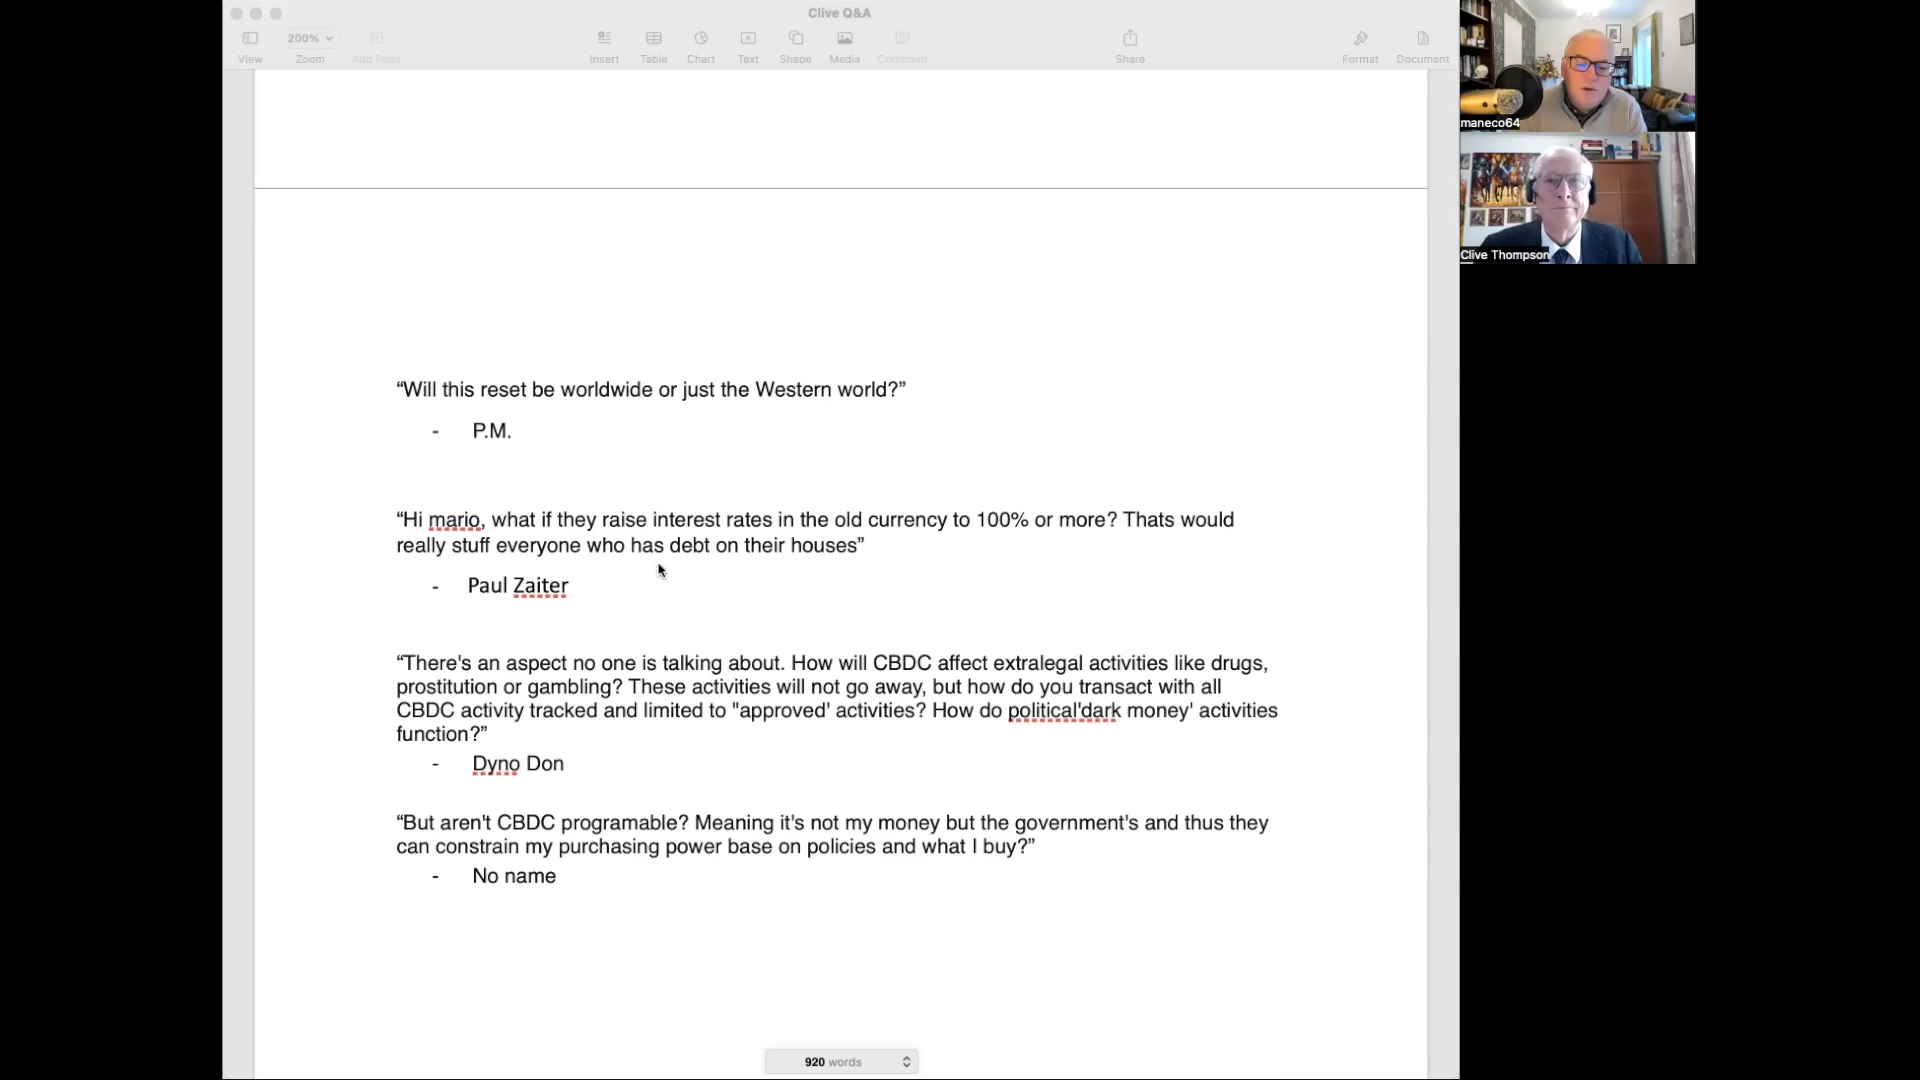 Clive Q&A
200%
View
Zoom
Add Page
Insert
Table
Chart
Text
Shape
Media
Comment
Share
Format
Document
maneco64
Clive Thompson
“Will this reset be worldwide or just the Western world?”
- P.M.
“Hi mario, what if they raise interest rates in the old currency to 100% or more? Thats would
really stuff everyone who has debt on their houses”
- Paul Zaiter
“There's an aspect no one is talking about. How will CBDC affect extralegal activities like drugs,
prostitution or gambling? These activities will not go away, but how do you transact with all
CBDC activity tracked and limited to "approved' activities? How do political'dark money' activities
function?”
- Dyno Don
“But aren't CBDC programable? Meaning it's not my money but the government's and thus they
can constrain my purchasing power base on policies and what I buy?”
- No name
920 words